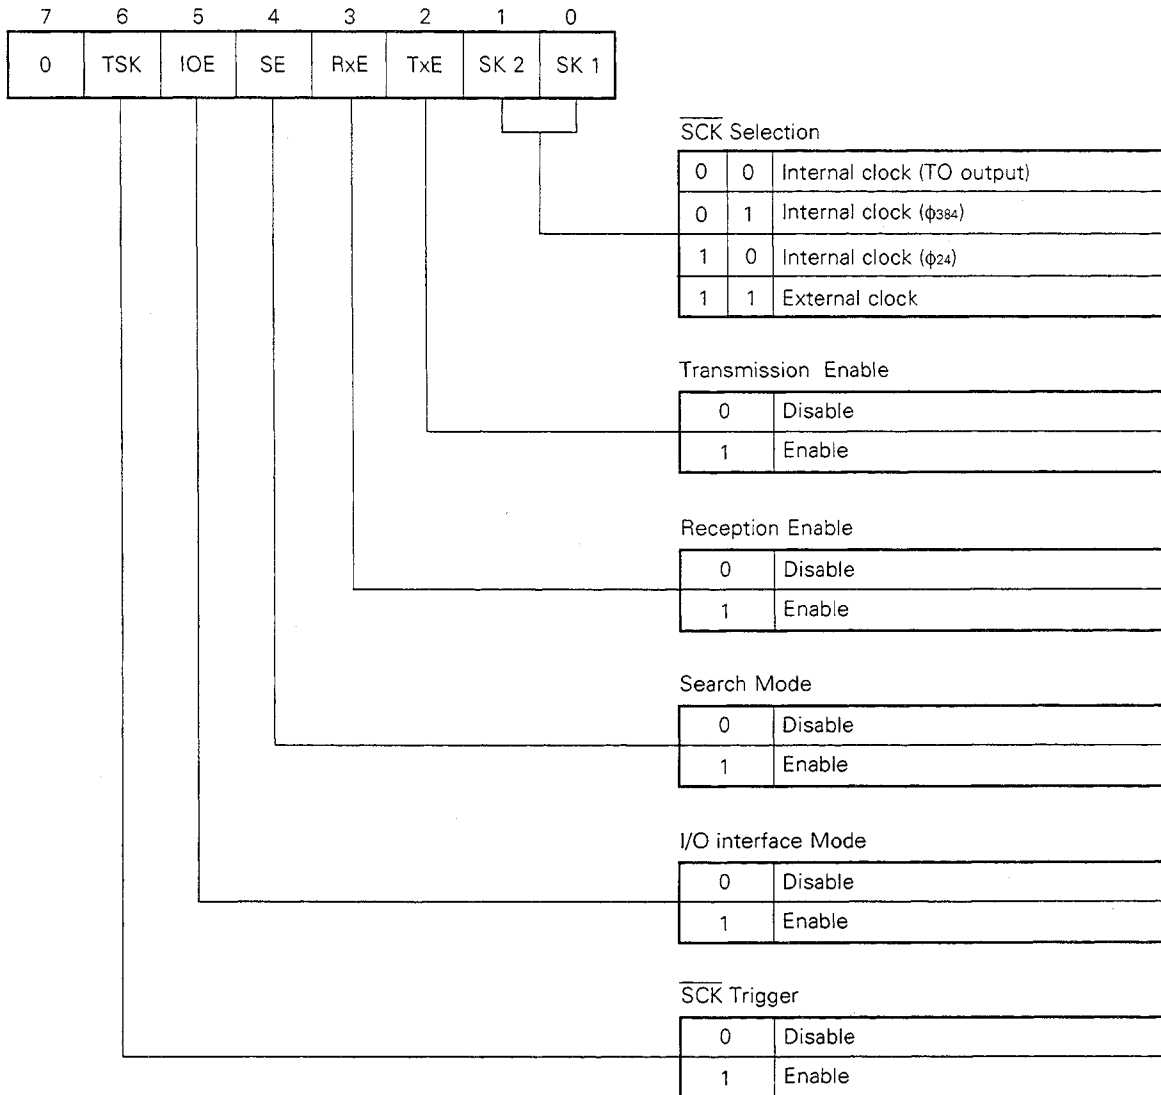 7 6 5 4 3 2 1 0
0 TSK IOE SE RxE TxE SK 2 SK 1
SCK Selection
0 0 Internal clock (TO output)
0 1 Internal clock (ϕ384)
1 0 Internal clock (ϕ24)
1 1 External clock
Transmission Enable
0 Disable
1 Enable
Reception Enable
0 Disable
1 Enable
Search Mode
0 Disable
1 Enable
I/O interface Mode
0 Disable
1 Enable
SCK Trigger
0 Disable
1 Enable